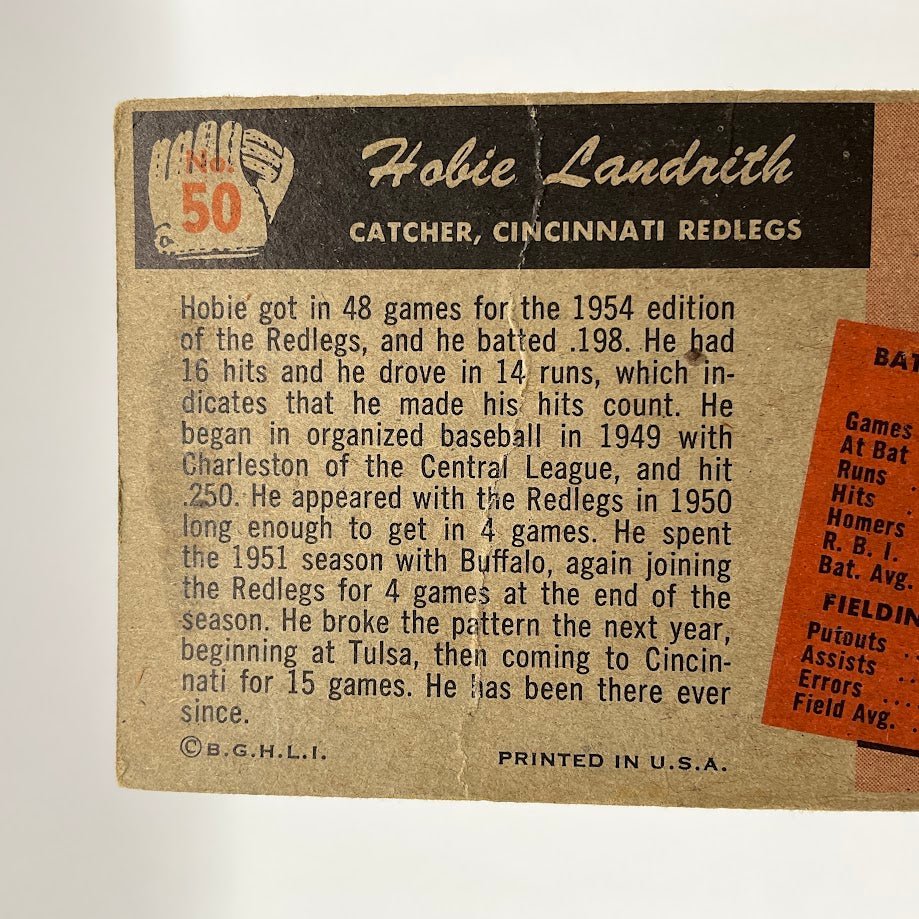 No.
50
Hobie Landrith
CATCHER, CINCINNATI REDLEGS
Hobie got in 48 games for the 1954 edition
of the Redlegs, and he batted .198. He had
16 hits and he drove in 14 runs, which in-
dicates that he made his hits count. He
began in organized baseball in 1949 with
Charleston of the Central League, and hit
.250. He appeared with the Redlegs in 1950
long enough to get in 4 games. He spent
the 1951 season with Buffalo, again joining
the Redlegs for 4 games at the end of the
season. He broke the pattern the next year,
beginning at Tulsa, then coming to Cincin-
nati for 15 games. He has been there ever
since.
©B.G.H.L.I.
PRINTED IN U.S.A.
BAT
Games
At Bat
Runs .
Hits .
Homers
R. B. I.
Bat. Avg.
FIELDIN
Putouts ..
Assists ...
Errors ....
Field Avg. .